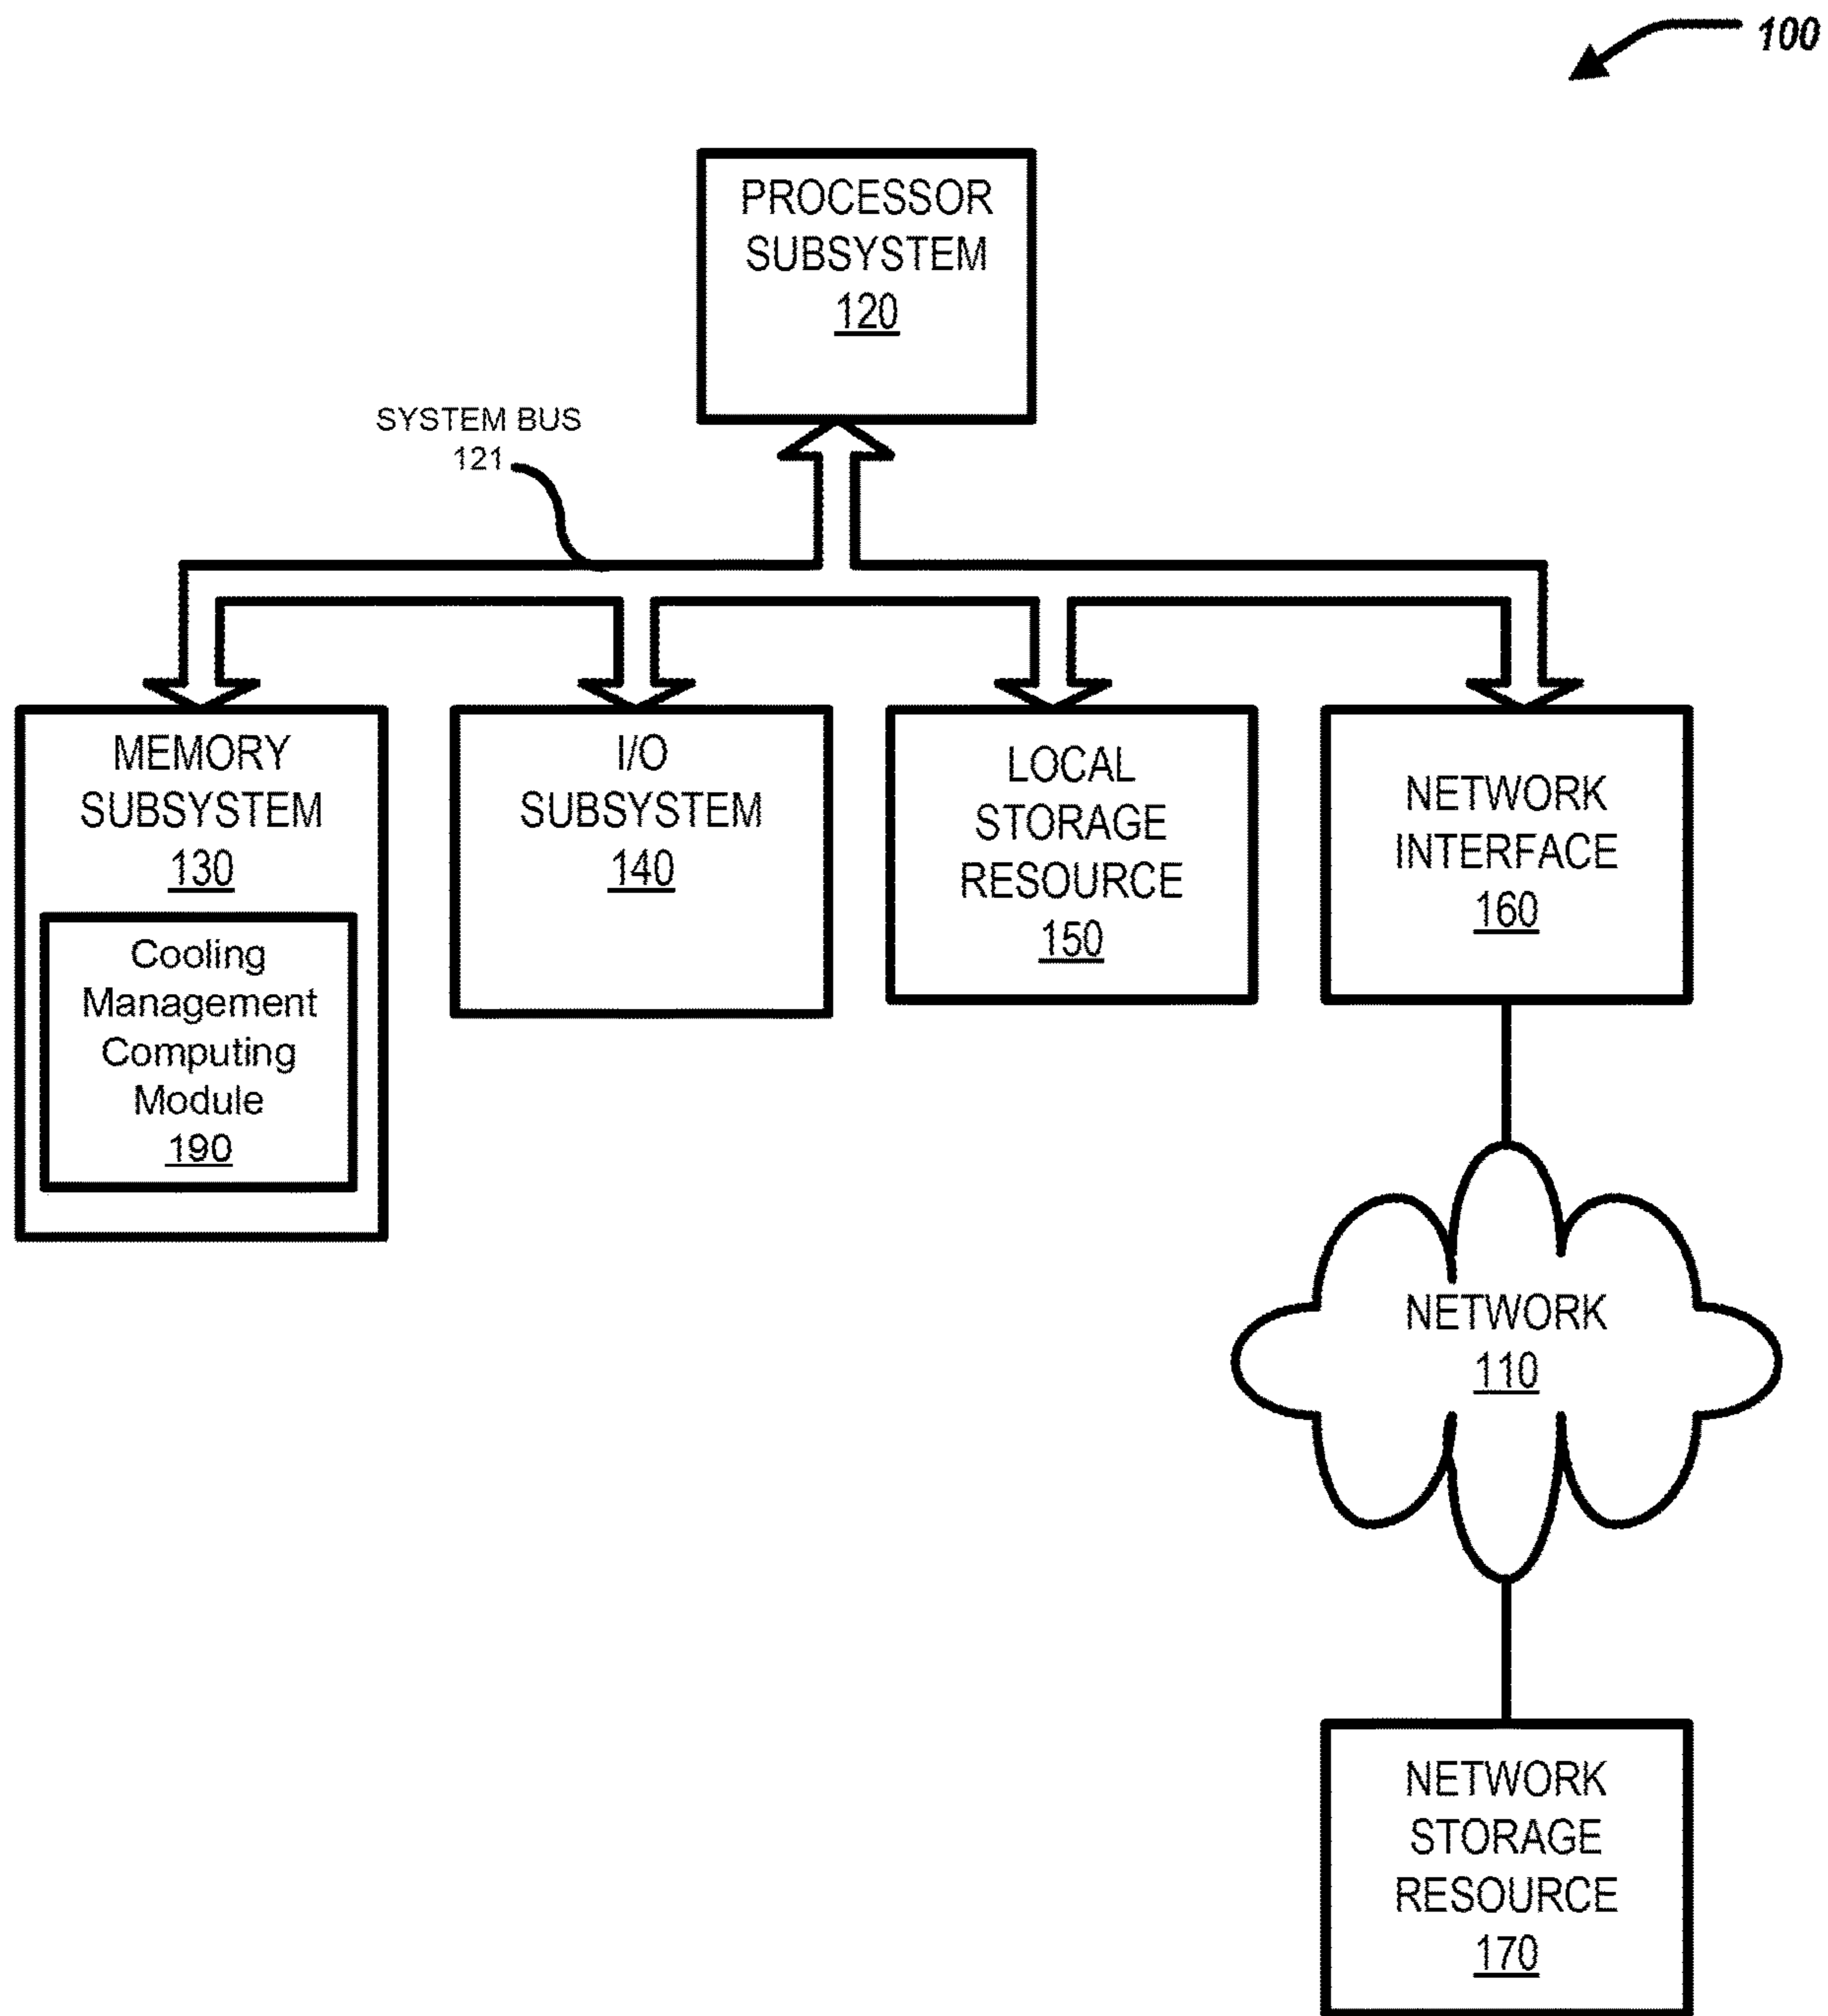 100
PROCESSOR
SUBSYSTEM
120
SYSTEM BUS
121
MEMORY
SUBSYSTEM
130
Cooling
Management
Computing
Module
190
I/O
SUBSYSTEM
140
LOCAL
STORAGE
RESOURCE
150
NETWORK
INTERFACE
160
NETWORK
110
NETWORK
STORAGE
RESOURCE
170